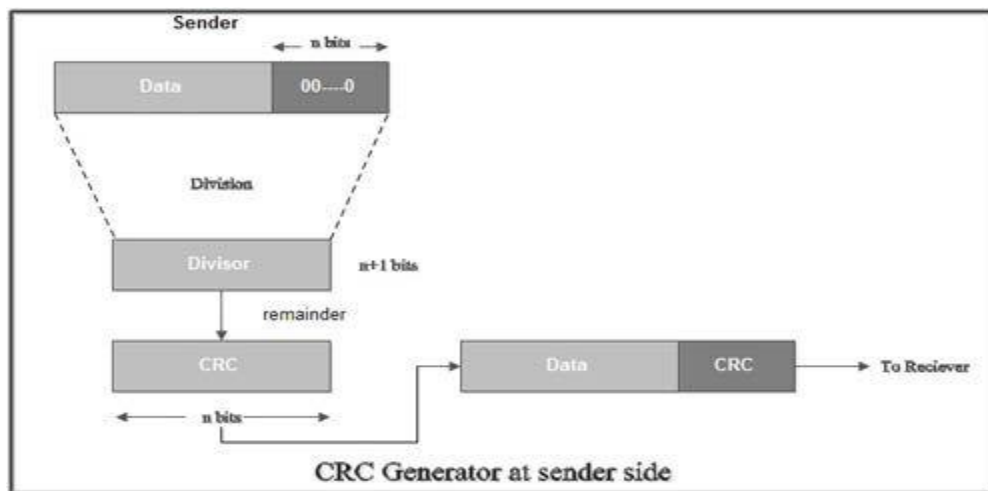 Sender
n bits
Data 00----0
Division
Divisor n+1 bits
remainder
CRC
Data CRC To Reciever
n bits
CRC Generator at sender side